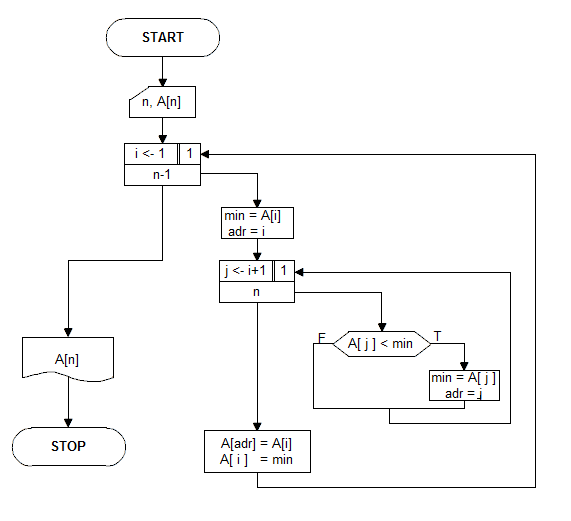 START
n, A[n]
i <- 1 1
n-1
min = A[i]
adr = i
j <- i+1 1
n
F A[ j ] < min T
min = A[ j ]
adr = j
A[n]
A[adr] = A[i]
A[ i ] = min
STOP